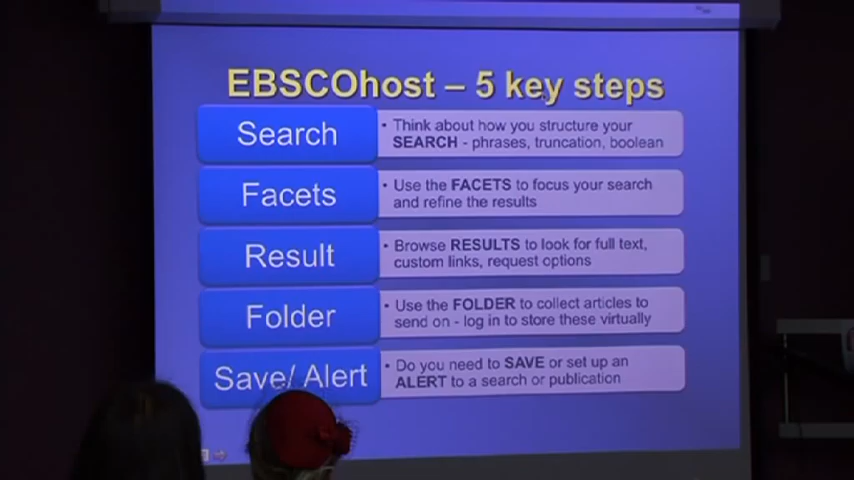 EBSCOhost – 5 key steps
Search
• Think about how you structure your
SEARCH - phrases, truncation, boolean
Facets
• Use the FACETS to focus your search
and refine the results
Result
• Browse RESULTS to look for full text,
custom links, request options
Folder
• Use the FOLDER to collect articles to
send on - log in to store these virtually
Save/ Alert
• Do you need to SAVE or set up an
ALERT to a search or publication